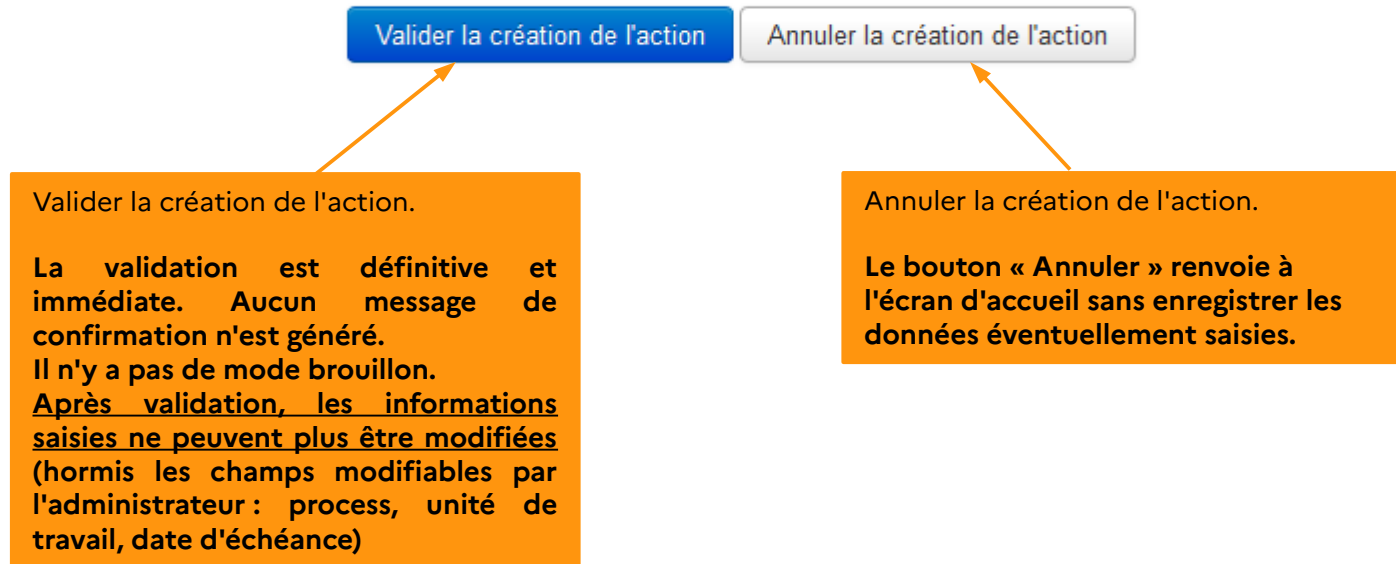 Valider la création de l'action
Annuler la création de l'action
Valider la création de l'action.
La validation est définitive et
immédiate. Aucun message de
confirmation n'est généré.
Il n'y a pas de mode brouillon.
Après validation, les informations
saisies ne peuvent plus être modifiées
(hormis les champs modifiables par
l'administrateur : process, unité de
travail, date d'échéance)
Annuler la création de l'action.
Le bouton « Annuler » renvoie à
l'écran d'accueil sans enregistrer les
données éventuellement saisies.